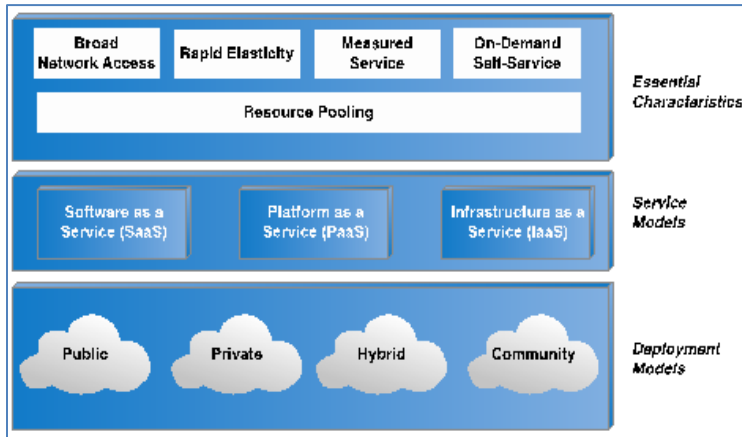 Broad
Network Access
Rapid Elasticity
Measured
Service
On-Demand
Self-Service
Resource Pooling
Essential
Characteristics
Software as a
Service (SaaS)
Platform as a
Service (PaaS)
Infrastructure as a
Service (IaaS)
Service
Models
Public
Private
Hybrid
Community
Deployment
Models